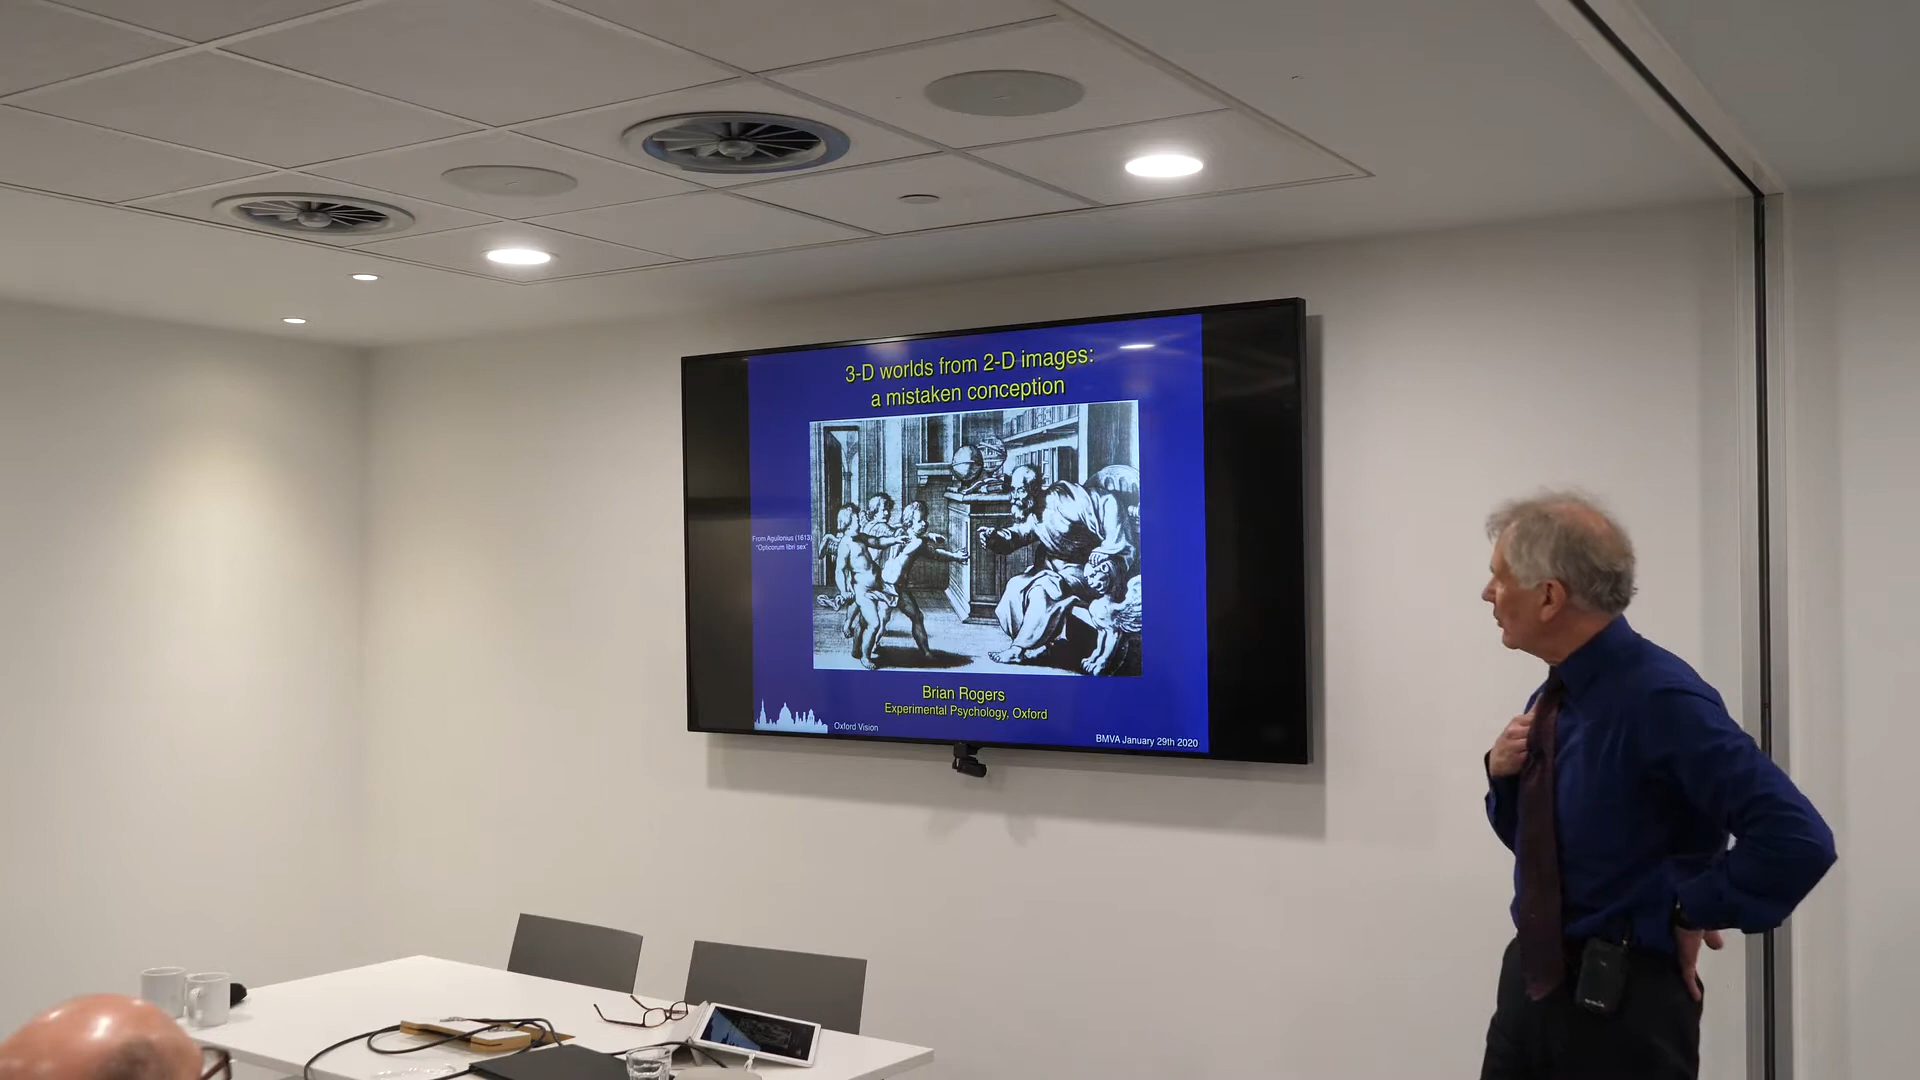 3-D worlds from 2-D images:
a mistaken conception
From Aguilonius (1613)
"Opticorum libri sex"
Brian Rogers
Experimental Psychology, Oxford
Oxford Vision
BMVA January 29th 2020